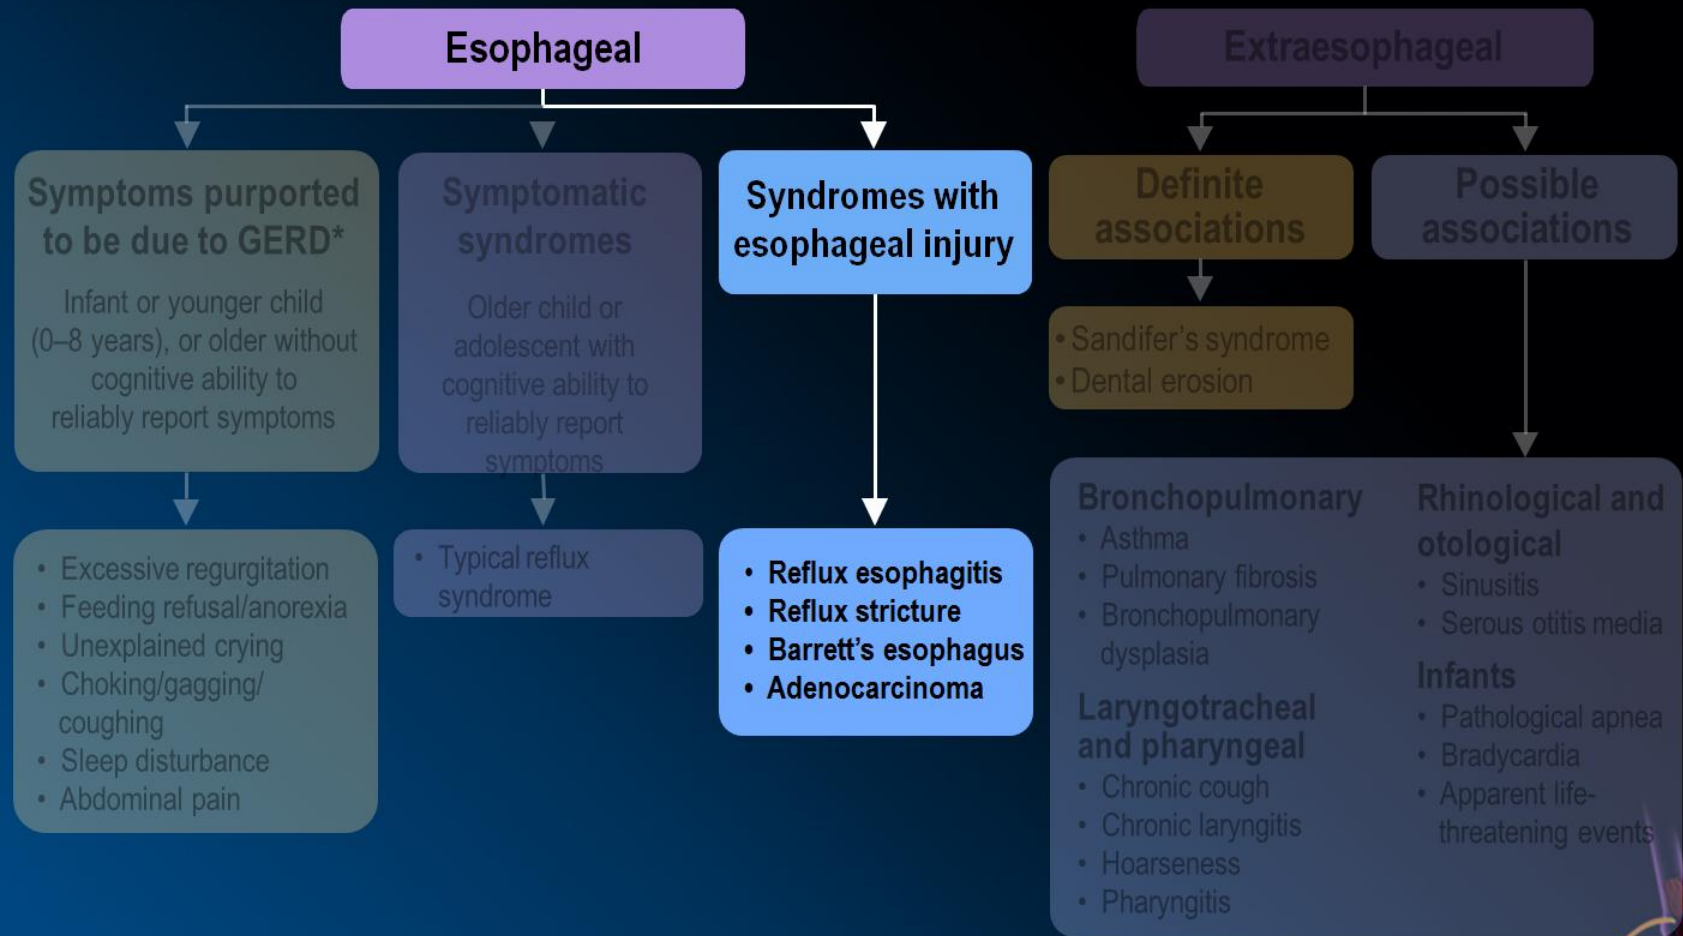 Esophageal
Extraesophageal
Symptoms purported
to be due to GERD*
Infant or younger child
(0–8 years), or older without
cognitive ability to
reliably report symptoms
• Excessive regurgitation
• Feeding refusal/anorexia
• Unexplained crying
• Choking/gagging/
coughing
• Sleep disturbance
• Abdominal pain
Symptomatic
syndromes
Older child or
adolescent with
cognitive ability to
reliably report
symptoms
• Typical reflux
syndrome
Syndromes with
esophageal injury
• Reflux esophagitis
• Reflux stricture
• Barrett’s esophagus
• Adenocarcinoma
Definite
associations
• Sandifer’s syndrome
• Dental erosion
Possible
associations
Bronchopulmonary
• Asthma
• Pulmonary fibrosis
• Bronchopulmonary
dysplasia
Laryngotracheal
and pharyngeal
• Chronic cough
• Chronic laryngitis
• Hoarseness
• Pharyngitis
Rhinological and
otological
• Sinusitis
• Serous otitis media
Infants
• Pathological apnea
• Bradycardia
• Apparent life-
threatening events